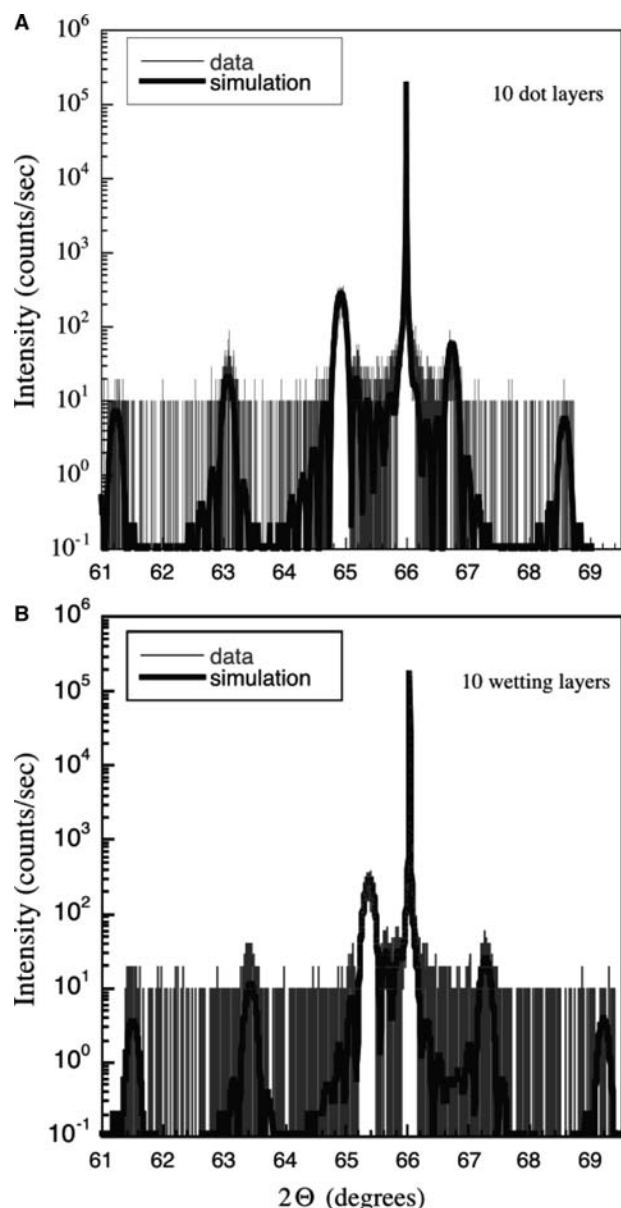 A
10^6
10^5
10^4
10^3
10^2
10^1
10^0
10^-1
Intensity (counts/sec)
data
simulation
10 dot layers
61 62 63 64 65 66 67 68 69
B
10^6
10^5
10^4
10^3
10^2
10^1
10^0
10^-1
Intensity (counts/sec)
data
simulation
10 wetting layers
61 62 63 64 65 66 67 68 69
2Θ (degrees)